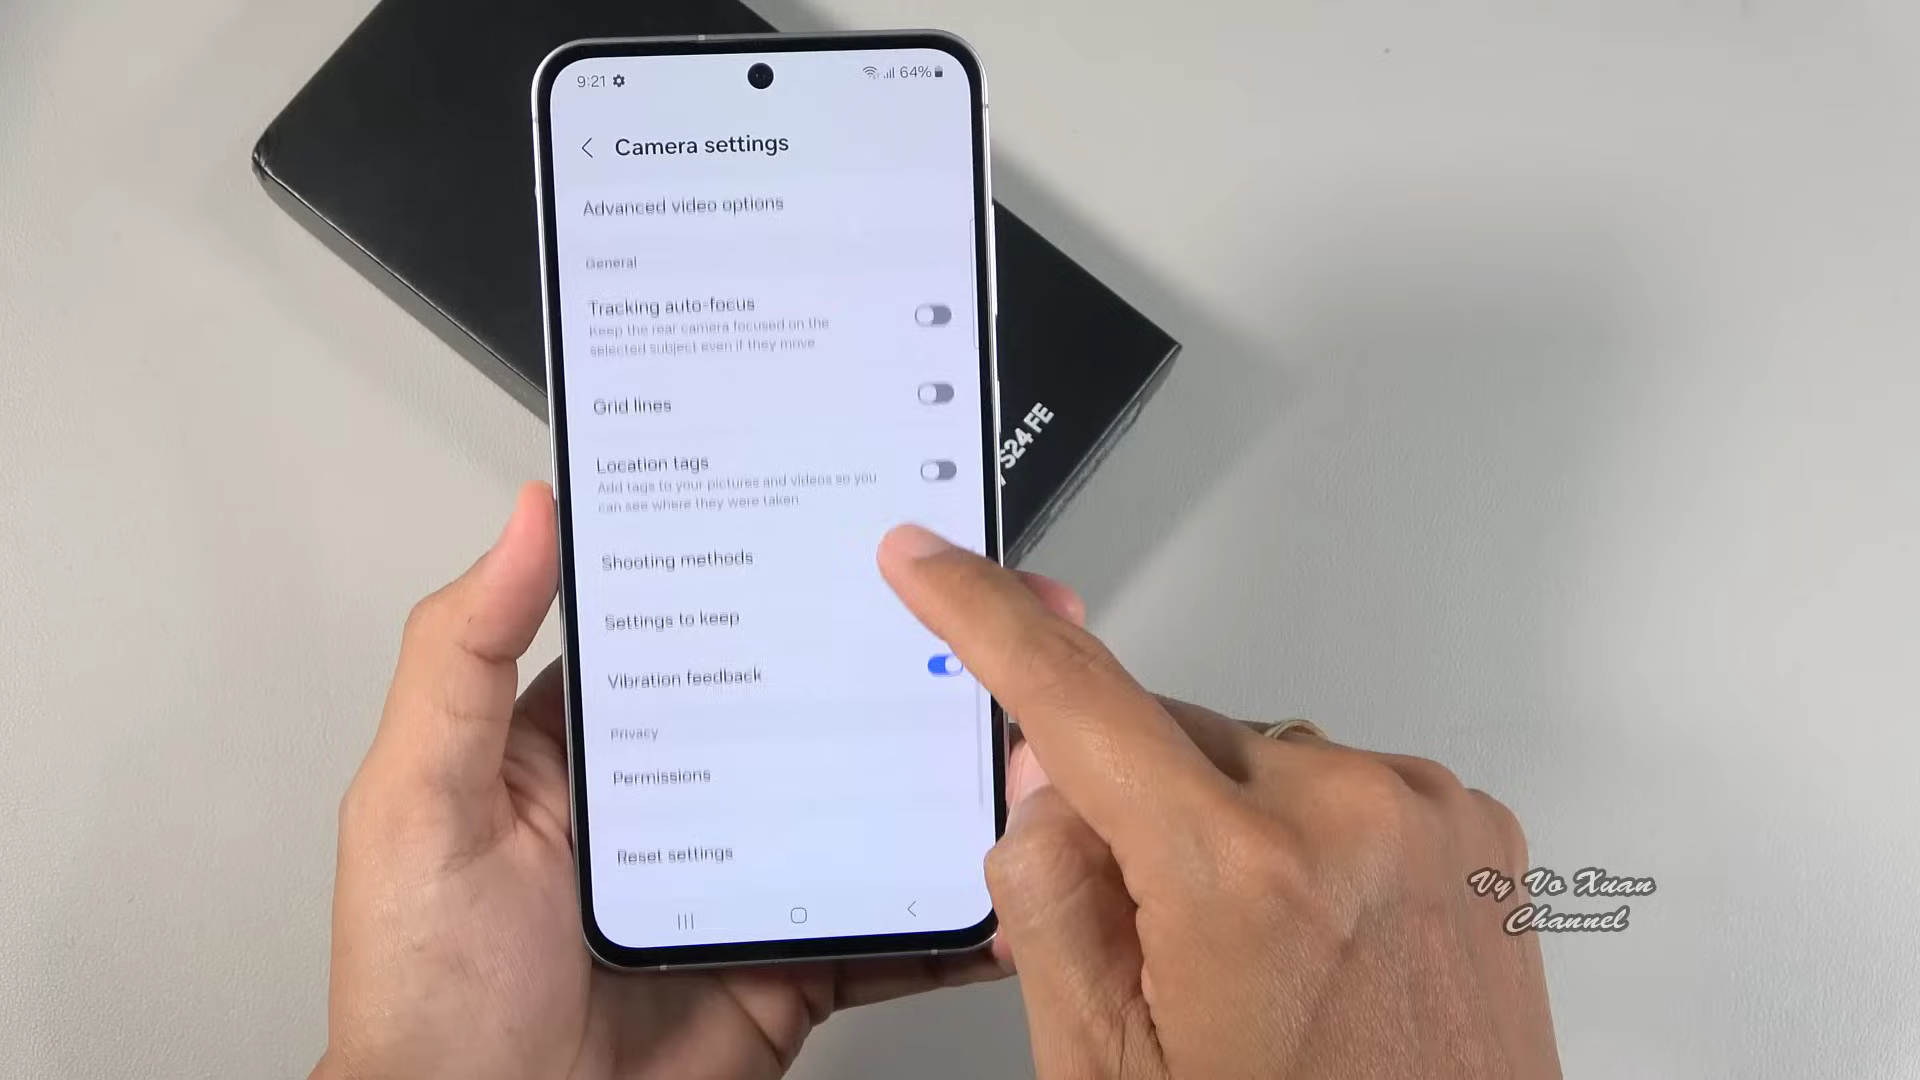 9:21
64%
Camera settings
Advanced video options
General
Tracking auto-focus
Keep the rear camera focused on the
selected subject even if they move
Grid lines
Location tags
Add tags to your pictures and videos so you
can see where they were taken
Shooting methods
Settings to keep
Vibration feedback
Privacy
Permissions
Reset settings
S24 FE
Vy Vo Xuan
Channel